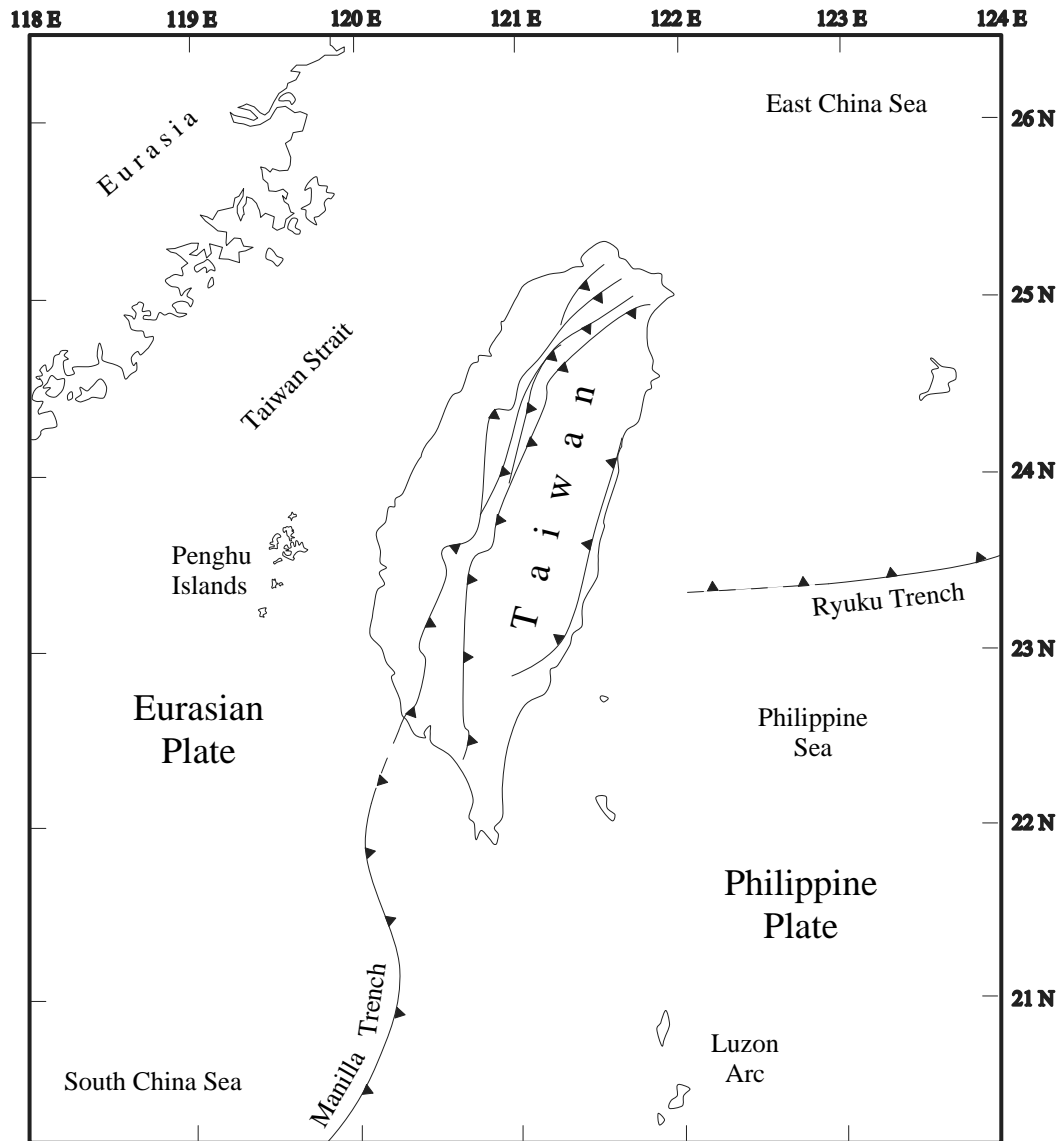 118 E 119 E 120 E 121 E 122 E 123 E 124 E
East China Sea
26 N
Eurasia
25 N
Taiwan Strait
Taiwan
24 N
Penghu
Islands
Ryuku Trench
23 N
Eurasian
Plate
Philippine
Sea
22 N
Philippine
Plate
21 N
Manilla Trench
Luzon
Arc
South China Sea